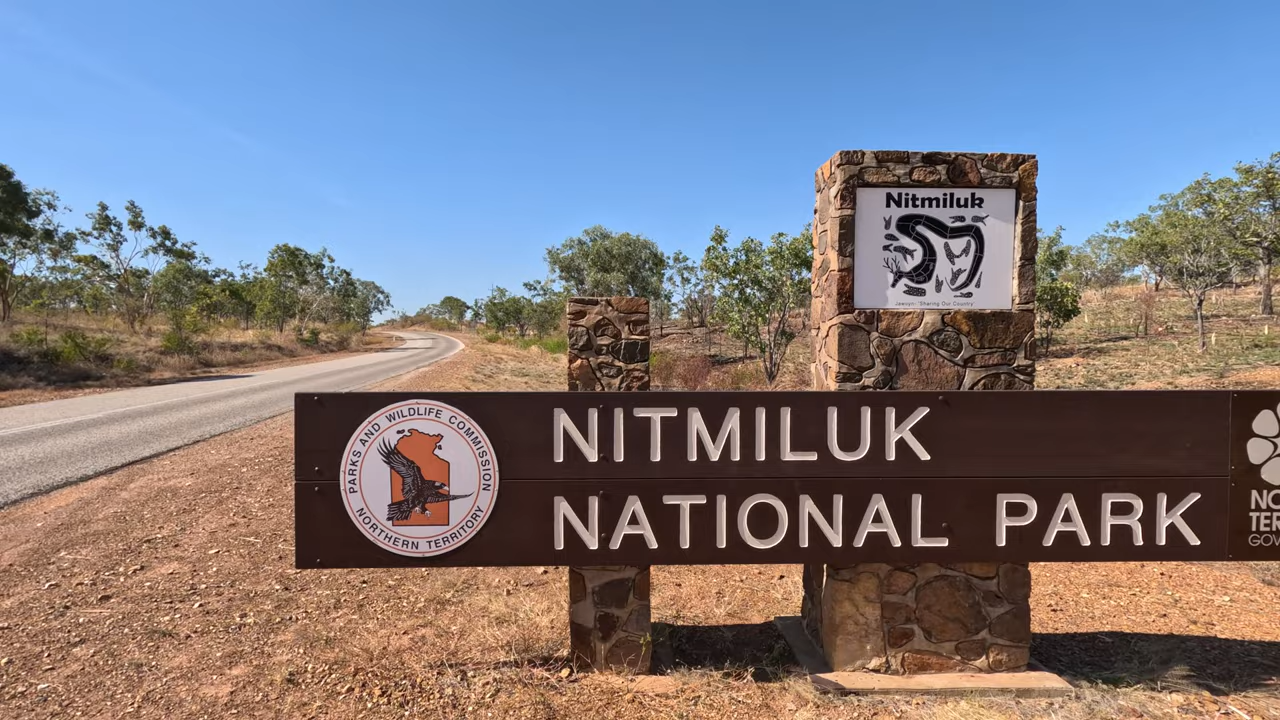 Nitmiluk
Jawoyn- 'Sharing Our Country'
PARKS AND WILDLIFE COMMISSION
NORTHERN TERRITORY
NITMILUK
NATIONAL PARK